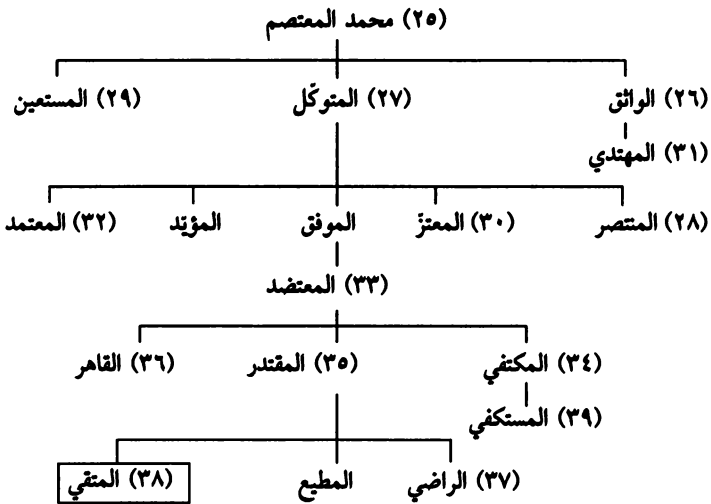 (٢٥) محمد المعتصم
(٢٦) الواثق (٢٧) المتوكّل (٢٩) المستعين
(٣١) المهتدي
(٢٨) المنتصر (٣٠) المعتزّ الموفق المؤيّد (٣٢) المعتمد
(٣٣) المعتضد
(٣٤) المكتفي (٣٥) المقتدر (٣٦) القاهر
(٣٩) المستكفي
(٣٧) الراضي المطيع (٣٨) المتقي